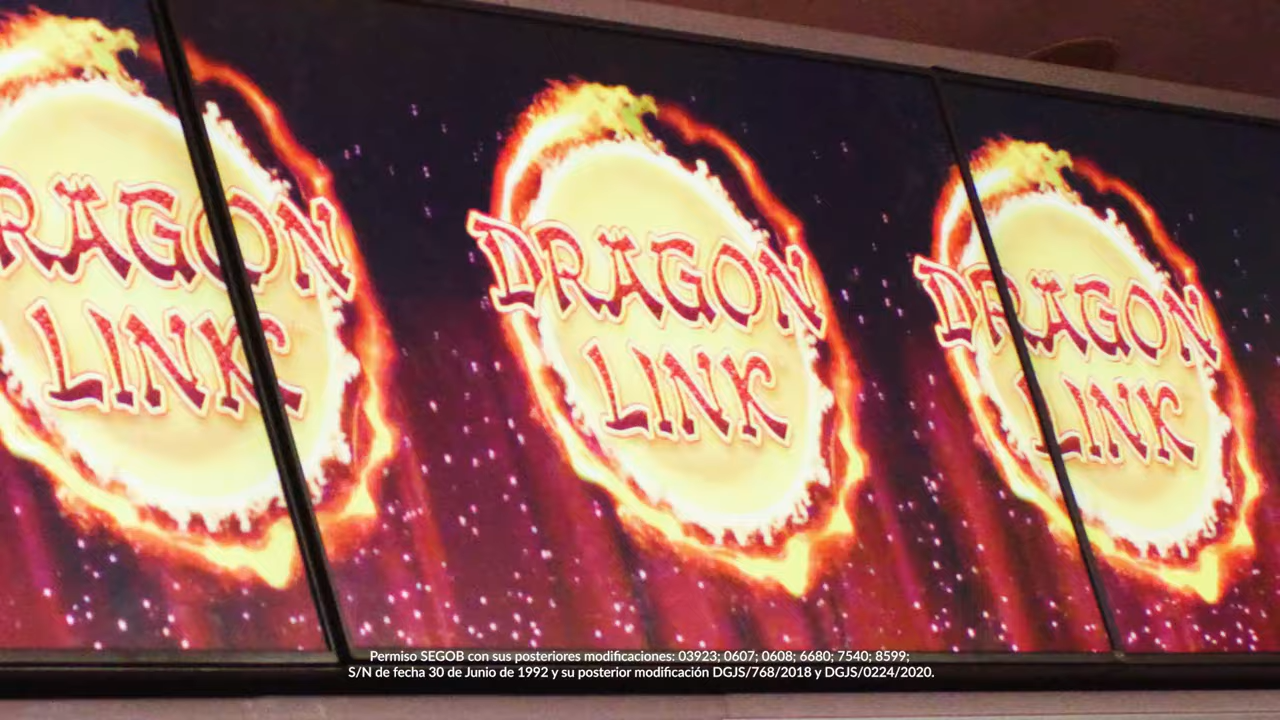 DRAGON
LINK
DRAGON
LINK
DRAGON
LINK
Permiso SEGOB con sus posteriores modificaciones: 03923; 0607; 0608; 6680; 7540; 8599;
S/N de fecha 30 de Junio de 1992 y su posterior modificación DGJS/768/2018 y DGJS/0224/2020.